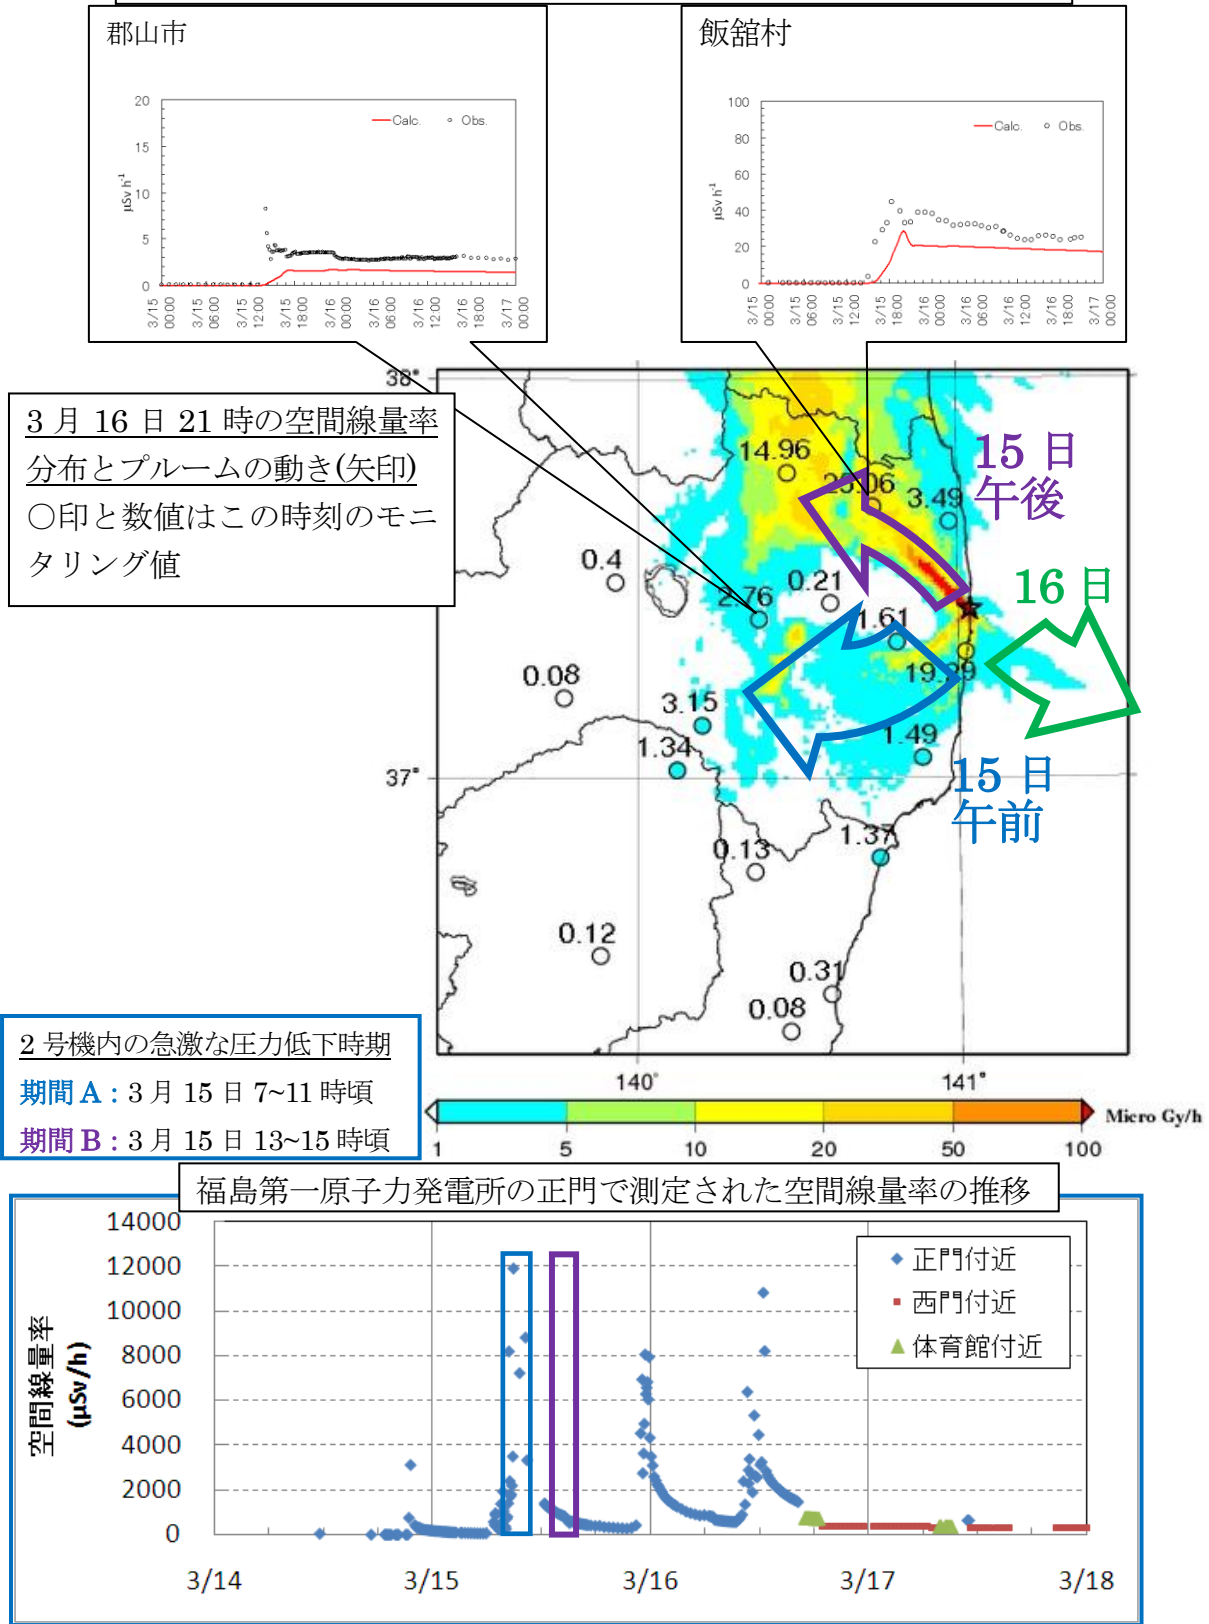 郡山市
20
15
10
5
0
μSv h⁻¹
Calc.
Obs.
3/15 00:00
3/15 06:00
3/15 12:00
3/15 18:00
3/16 00:00
3/16 06:00
3/16 12:00
3/16 18:00
3/17 00:00
飯舘村
100
80
60
40
20
0
μSv h⁻¹
Calc.
Obs.
3/15 00:00
3/15 06:00
3/15 12:00
3/15 18:00
3/16 00:00
3/16 06:00
3/16 12:00
3/16 18:00
3/17 00:00
3 月 16 日 21 時の空間線量率
分布とプルームの動き(矢印)
〇印と数値はこの時刻のモニ
タリング値
38°
37°
140°
141°
14.96
3.49
0.4
0.21
2.76
1.61
19.29
0.08
3.15
1.34
1.49
1.37
0.13
0.12
0.31
0.08
15 日
午後
16 日
15 日
午前
1
5
10
20
50
100
Micro Gy/h
2 号機内の急激な圧力低下時期
期間 A : 3 月 15 日 7~11 時頃
期間 B : 3 月 15 日 13~15 時頃
福島第一原子力発電所の正門で測定された空間線量率の推移
空間線量率
(μSv/h)
14000
12000
10000
8000
6000
4000
2000
0
3/14
3/15
3/16
3/17
3/18
正門付近
西門付近
体育館付近